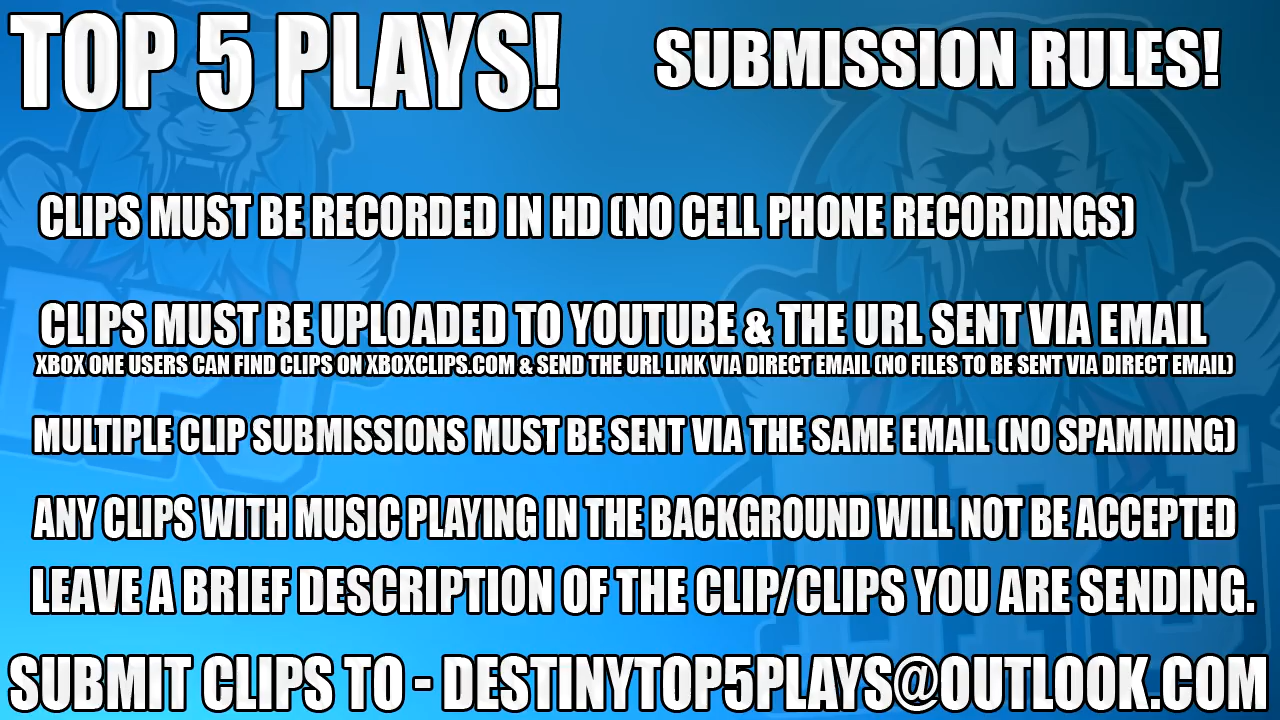 TOP 5 PLAYS!
SUBMISSION RULES!
CLIPS MUST BE RECORDED IN HD (NO CELL PHONE RECORDINGS)
CLIPS MUST BE UPLOADED TO YOUTUBE & THE URL SENT VIA EMAIL
XBOX ONE USERS CAN FIND CLIPS ON XBOXCLIPS.COM & SEND THE URL LINK VIA DIRECT EMAIL (NO FILES TO BE SENT VIA DIRECT EMAIL)
MULTIPLE CLIP SUBMISSIONS MUST BE SENT VIA THE SAME EMAIL (NO SPAMMING)
ANY CLIPS WITH MUSIC PLAYING IN THE BACKGROUND WILL NOT BE ACCEPTED
LEAVE A BRIEF DESCRIPTION OF THE CLIP/CLIPS YOU ARE SENDING.
SUBMIT CLIPS TO - DESTINYTOP5PLAYS@OUTLOOK.COM